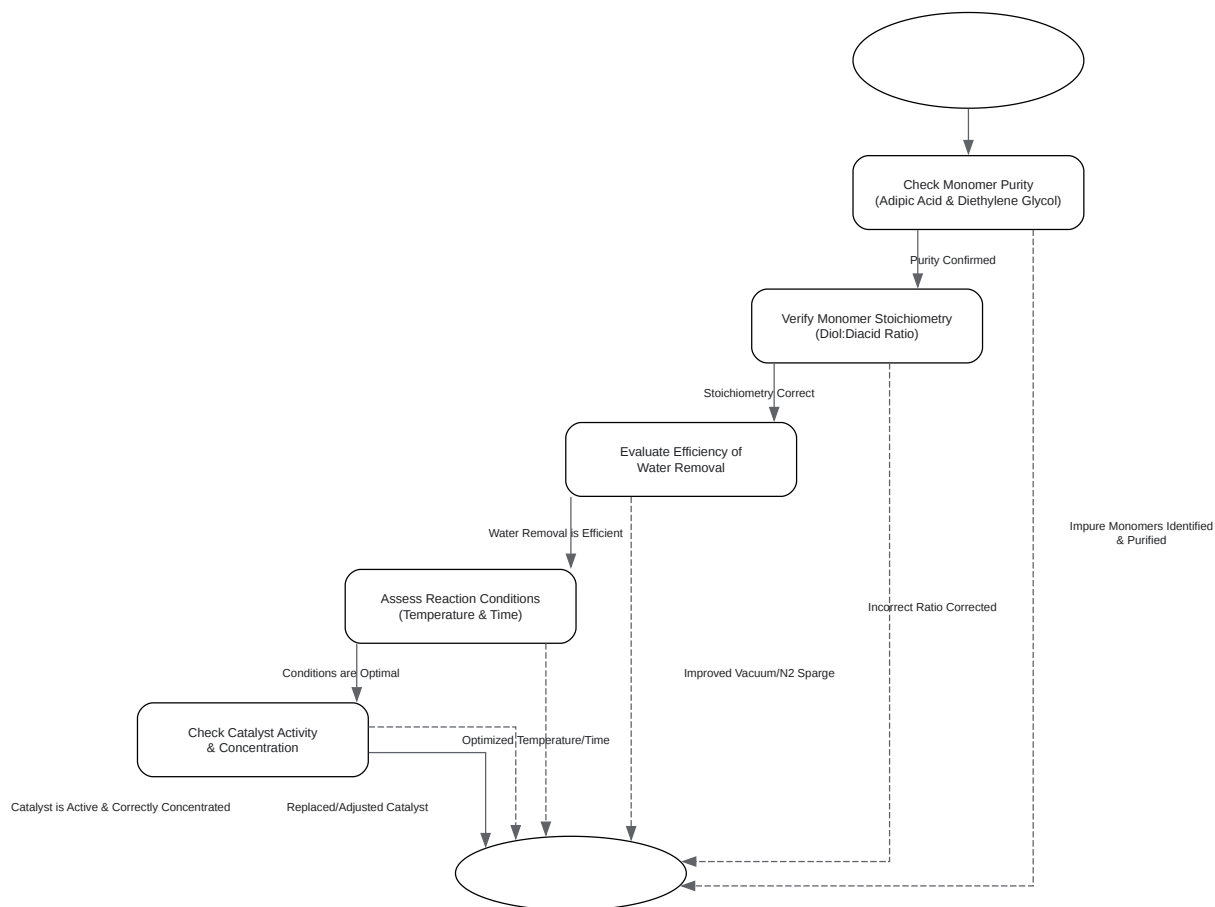 Check Monomer Purity
(Adipic Acid & Diethylene Glycol)
Purity Confirmed
Verify Monomer Stoichiometry
(Diol:Diacid Ratio)
Stoichiometry Correct
Evaluate Efficiency of
Water Removal
Water Removal is Efficient
Impure Monomers Identified
& Purified
Assess Reaction Conditions
(Temperature & Time)
Incorrect Ratio Corrected
Conditions are Optimal
Improved Vacuum/N2 Sparge
Check Catalyst Activity
& Concentration
Optimized Temperature/Time
Catalyst is Active & Correctly Concentrated
Replaced/Adjusted Catalyst